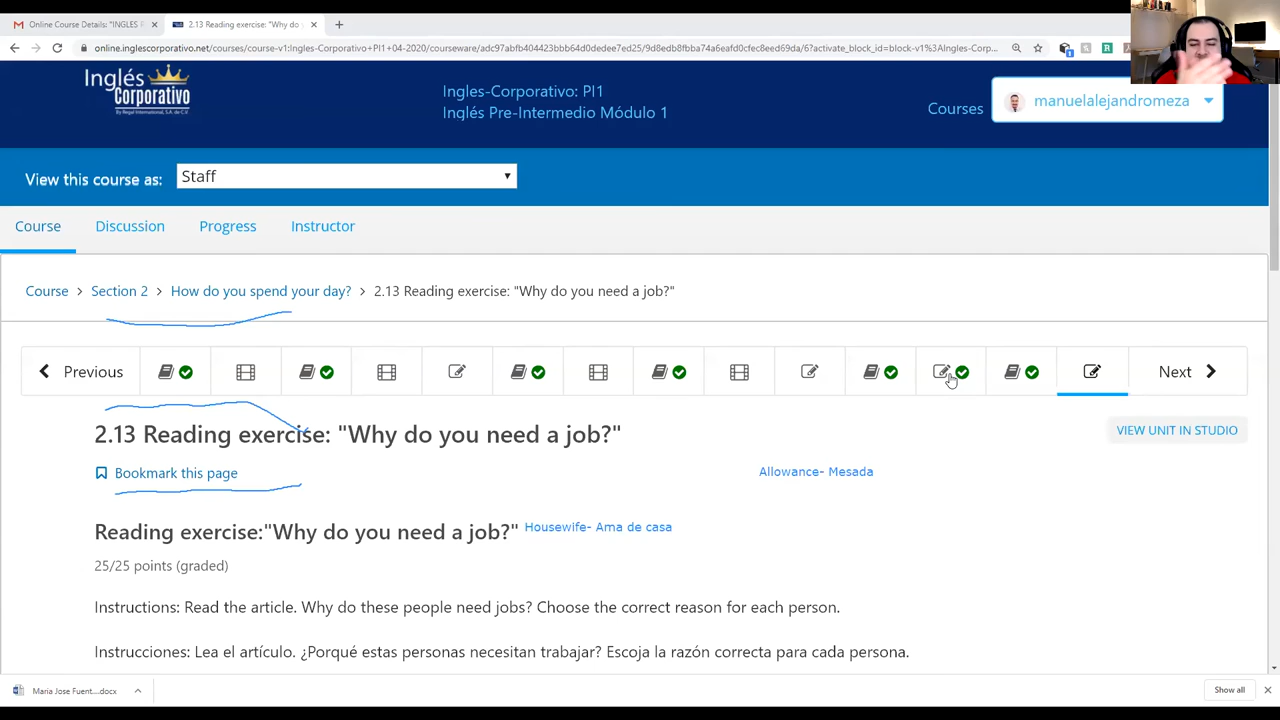 Online Course Details: "INGLES
2.13 Reading exercise: "Why do
online.inglescorporativo.net/courses/course-v1:Ingles-Corporativo+PI1+04-2020/courseware/adc97daf9b404423bbb64d0dedee7ed25/9d8edb8fbba74a6eafd0cfec8eed69da/6?activate_block_id=block-v1%3AIngles-Corp...
Inglés
Corporativo
By Regal International, S.A. de C.V.
Ingles-Corporativo: PI1
Inglés Pre-Intermedio Módulo 1
Courses
manuelalejandromeza
View this course as:
Staff
Course
Discussion
Progress
Instructor
Course > Section 2 > How do you spend your day? > 2.13 Reading exercise: "Why do you need a job?"
Previous
Next
2.13 Reading exercise: "Why do you need a job?"
VIEW UNIT IN STUDIO
Bookmark this page
Allowance- Mesada
Reading exercise:"Why do you need a job?"
Housewife- Ama de casa
25/25 points (graded)
Instructions: Read the article. Why do these people need jobs? Choose the correct reason for each person.
Instrucciones: Lea el artículo. ¿Porqué estas personas necesitan trabajar? Escoja la razón correcta para cada persona.
Maria Jose Fuent....docx
Show all